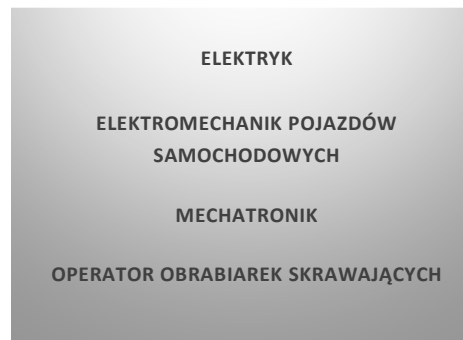 ELEKTRYK
ELEKTROMECHANIK POJAZDÓW
SAMOCHODOWYCH
MECHATRONIK
OPERATOR OBRABIAREK SKRAWAJĄCYCH